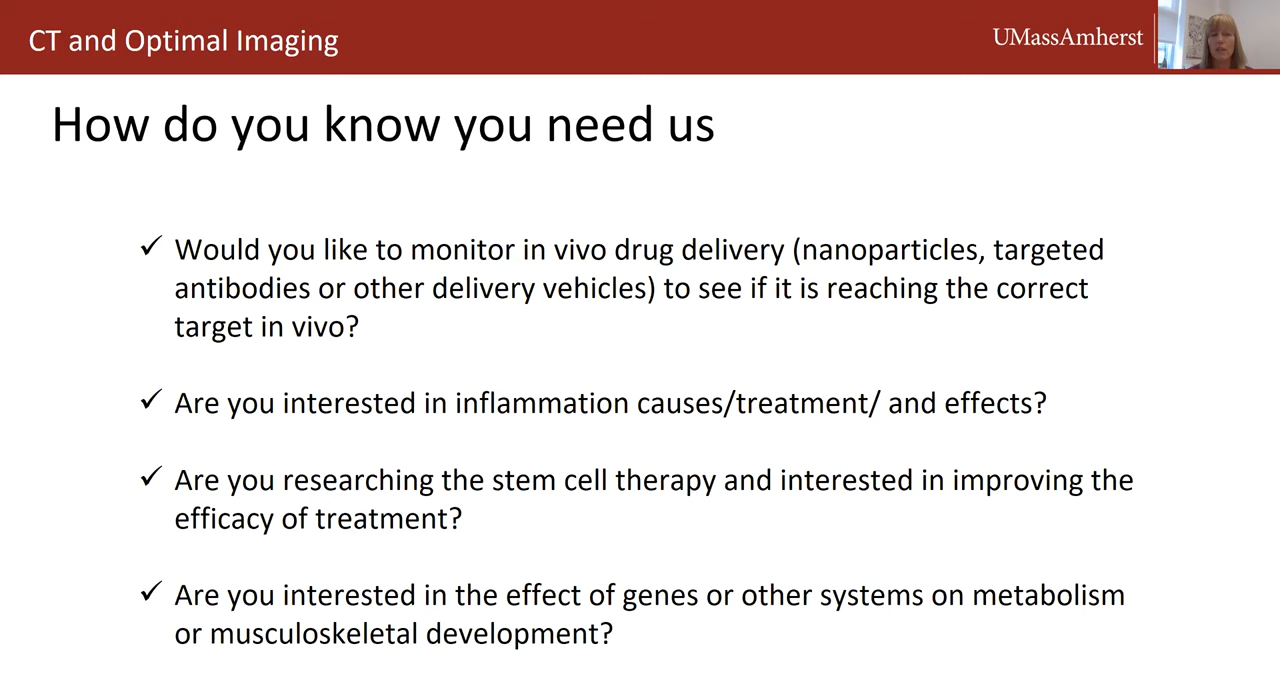 CT and Optimal Imaging
UMassAmherst
How do you know you need us
✓ Would you like to monitor in vivo drug delivery (nanoparticles, targeted
antibodies or other delivery vehicles) to see if it is reaching the correct
target in vivo?
✓ Are you interested in inflammation causes/treatment/ and effects?
✓ Are you researching the stem cell therapy and interested in improving the
efficacy of treatment?
✓ Are you interested in the effect of genes or other systems on metabolism
or musculoskeletal development?